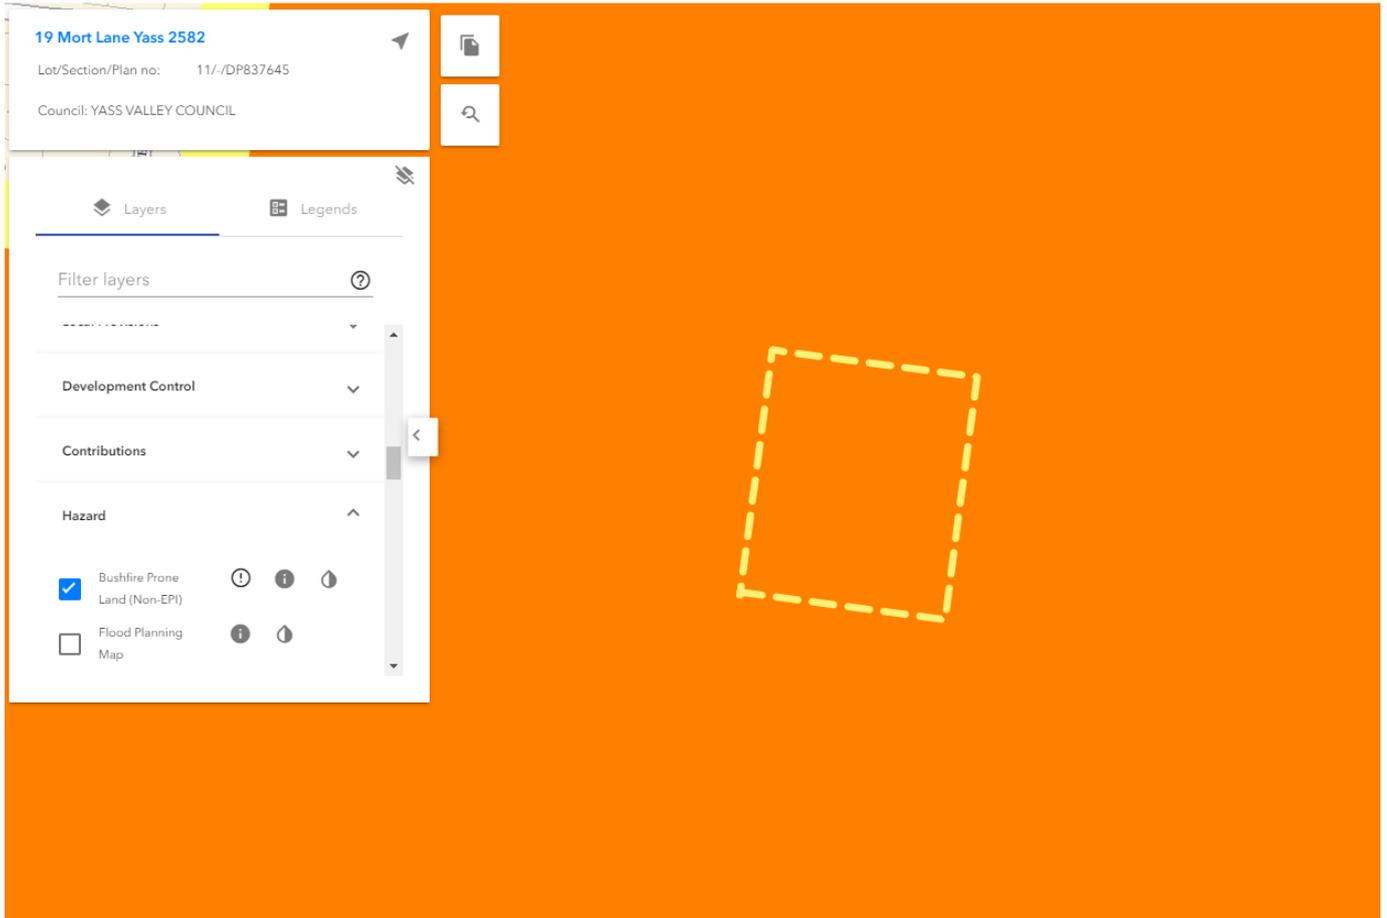 19 Mort Lane Yass 2582
Lot/Section/Plan no: 11/-/DP837645
Council: YASS VALLEY COUNCIL
Layers
Legends
Filter layers
Development Control
Contributions
Hazard
Bushfire Prone
Land (Non-EPI)
Flood Planning
Map